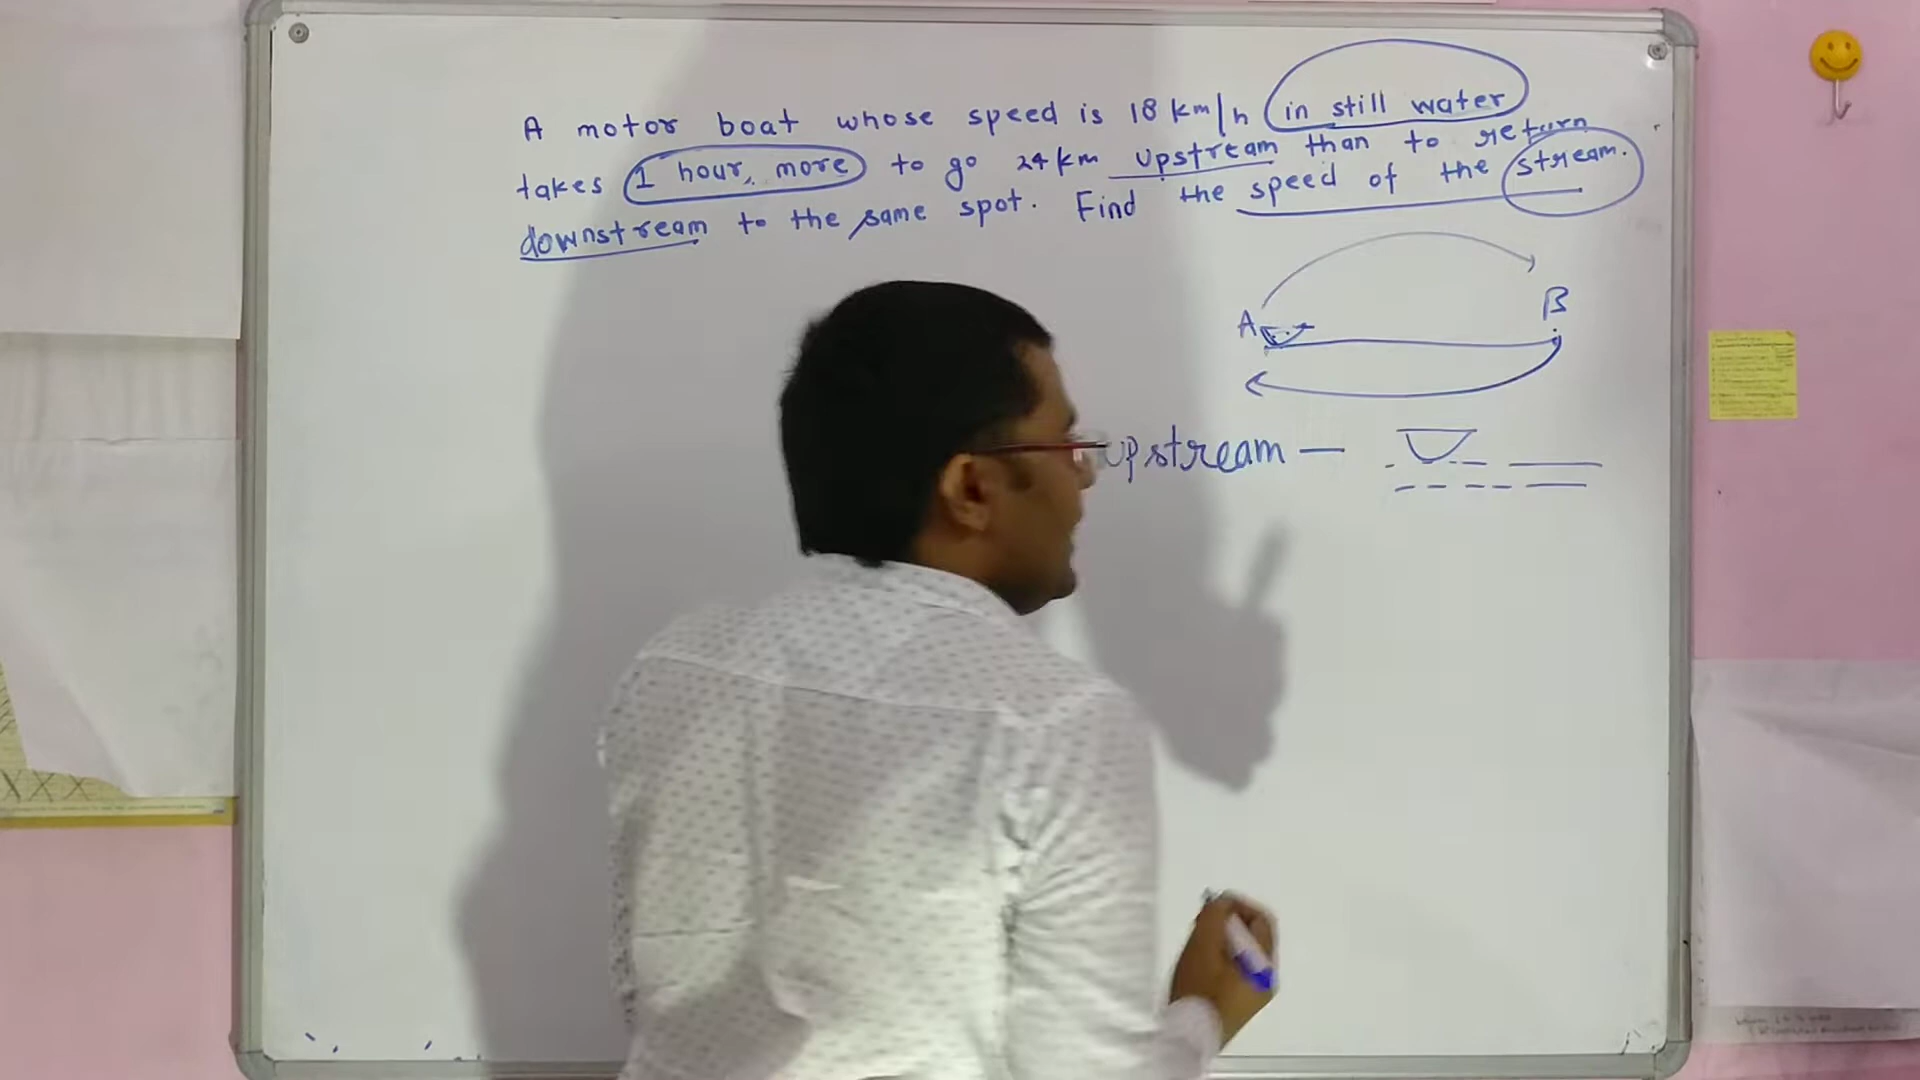 A motor boat whose speed is 18 km/h in still water
takes 1 hour, more to go 24 km upstream than to return
downstream to the same spot. Find the speed of the stream.
A B
upstream —